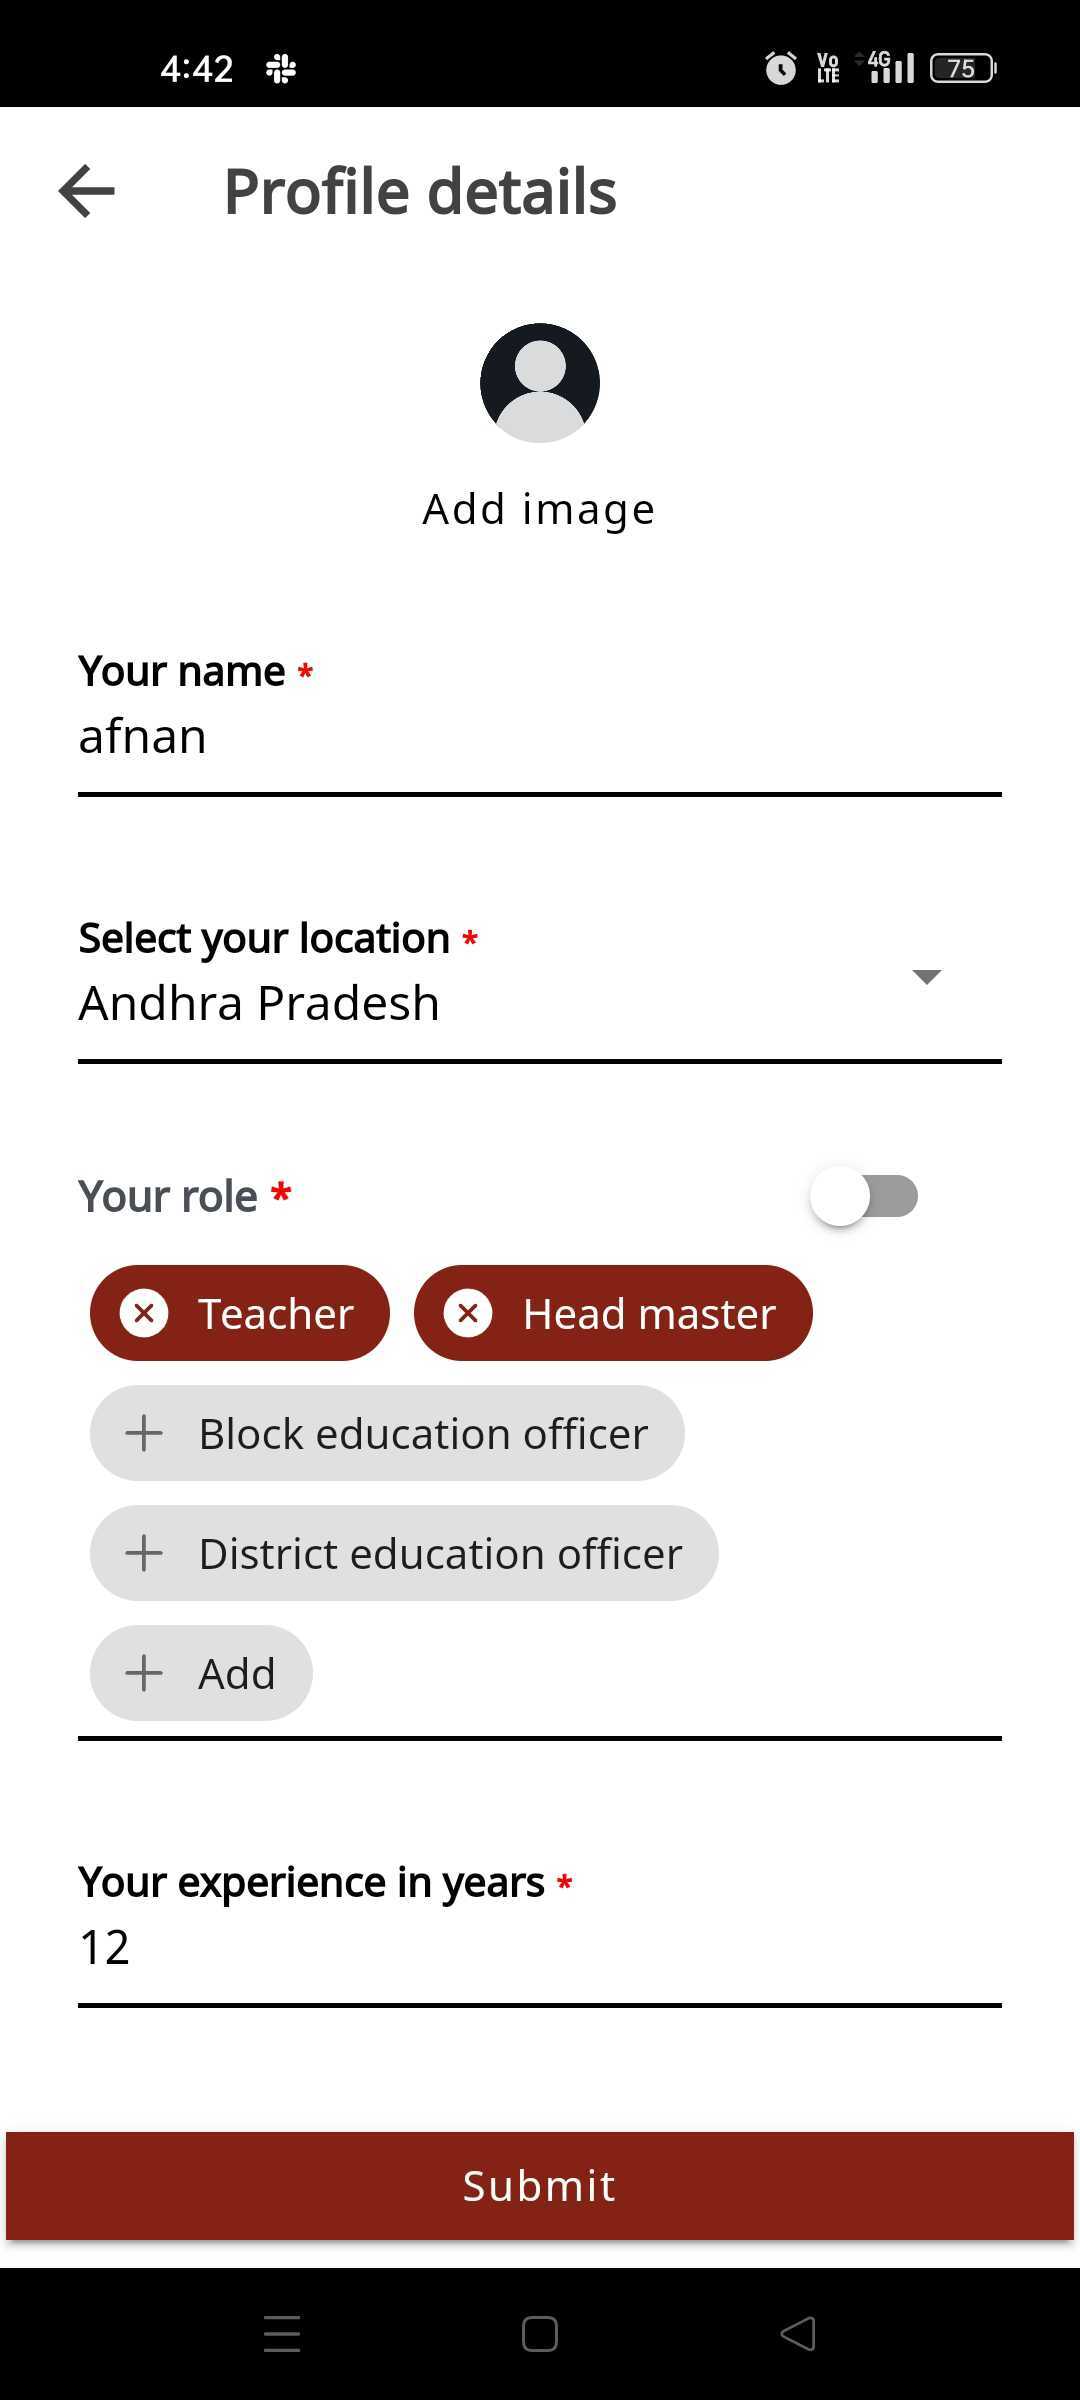 4:42
Vo LTE 4G 75
Profile details
Add image
Your name *
afnan
Select your location *
Andhra Pradesh
Your role *
Teacher Head master
Block education officer
District education officer
Add
Your experience in years *
12
Submit